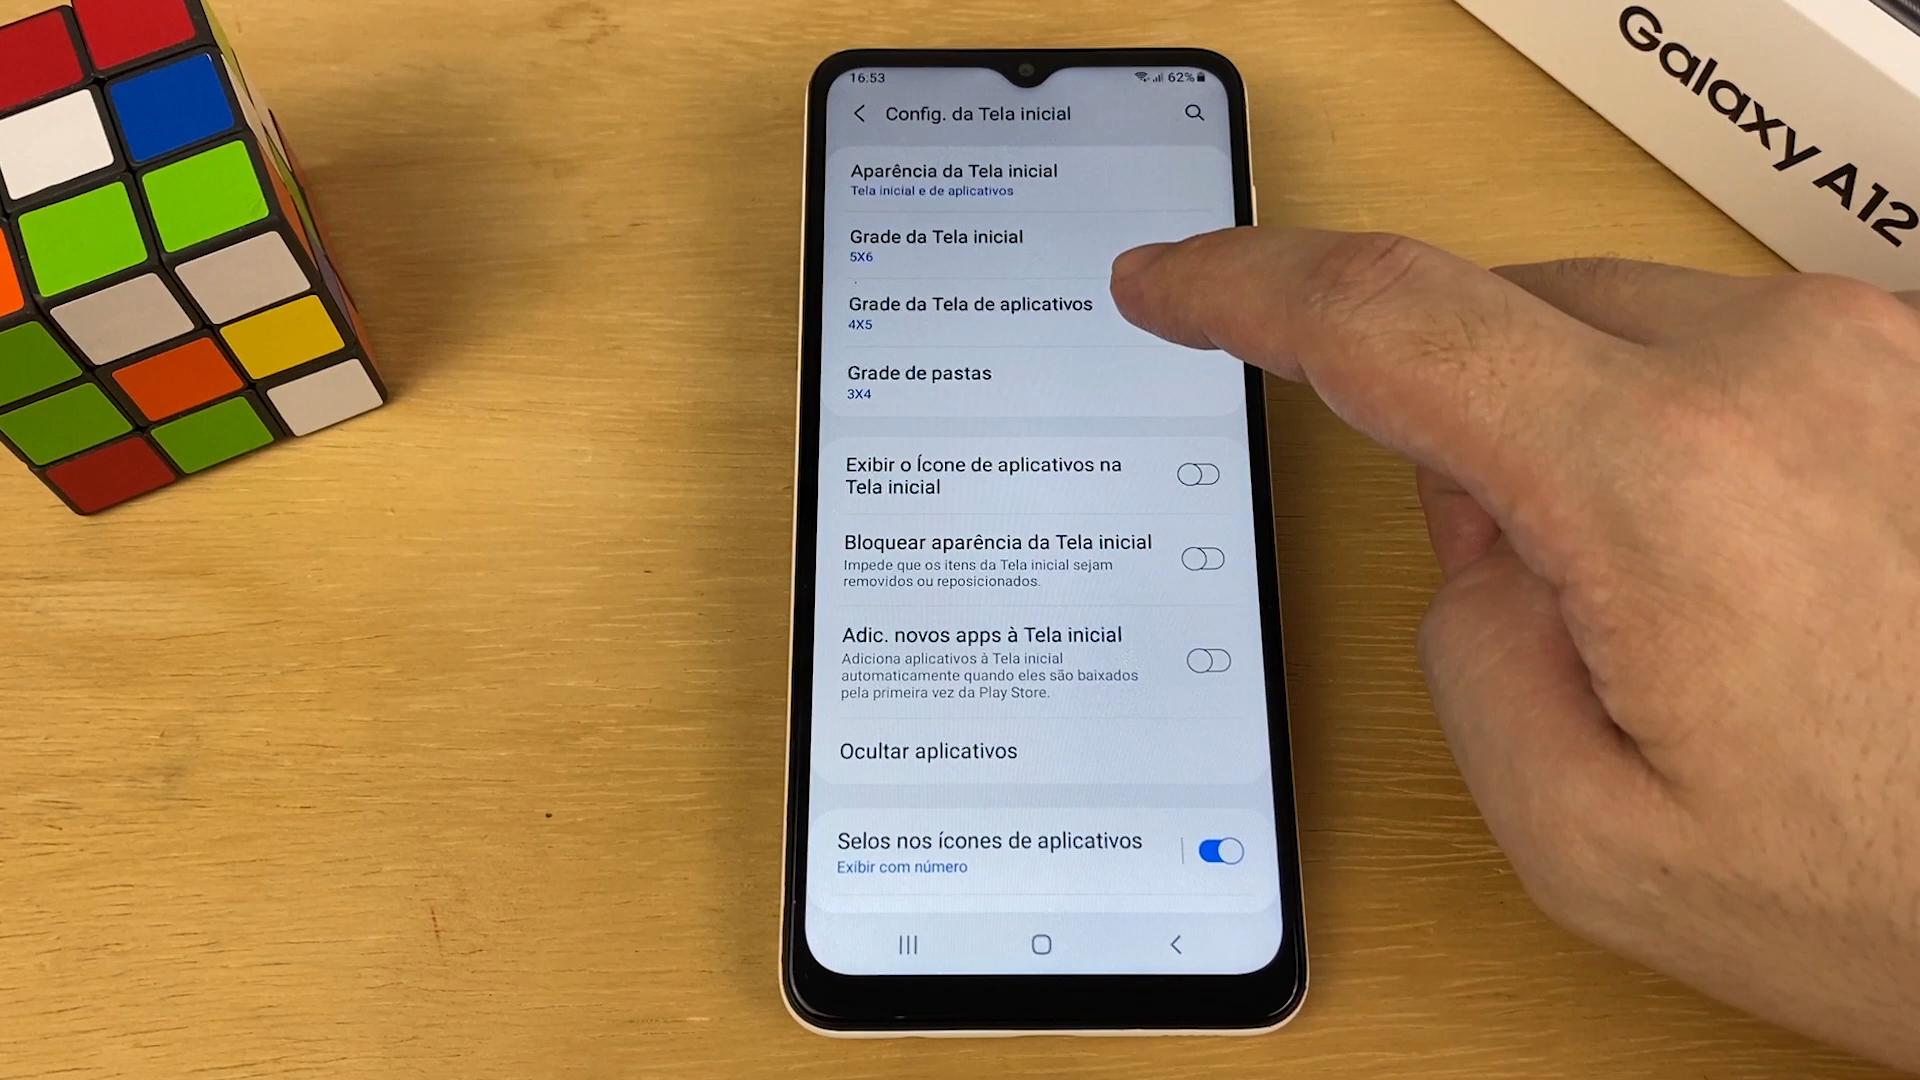 Galaxy A12
16:53
62%
Config. da Tela inicial
Aparência da Tela inicial
Tela inicial e de aplicativos
Grade da Tela inicial
5X6
Grade da Tela de aplicativos
4X5
Grade de pastas
3X4
Exibir o Ícone de aplicativos na
Tela inicial
Bloquear aparência da Tela inicial
Impede que os itens da Tela inicial sejam
removidos ou reposicionados.
Adic. novos apps à Tela inicial
Adiciona aplicativos à Tela inicial
automaticamente quando eles são baixados
pela primeira vez da Play Store.
Ocultar aplicativos
Selos nos ícones de aplicativos
Exibir com número